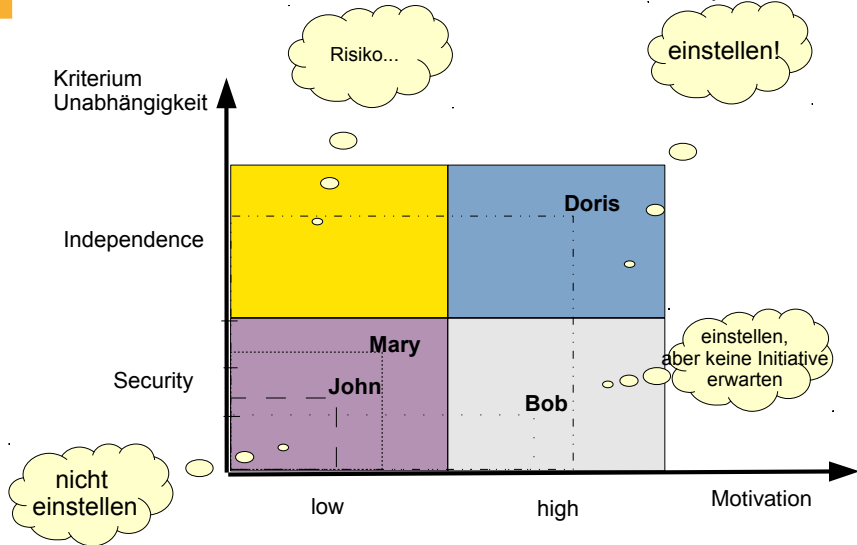 Risiko...
einstellen!
Kriterium
Unabhängigkeit
Doris
Independence
Mary
einstellen,
aber keine Initiative
erwarten
Security
John
Bob
nicht
einstellen
low
high
Motivation